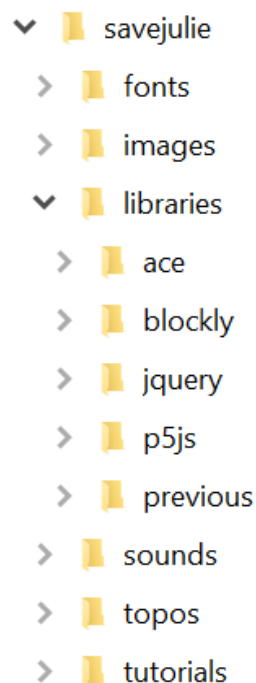 savejulie
fonts
images
libraries
ace
blockly
jquery
p5js
previous
sounds
topos
tutorials